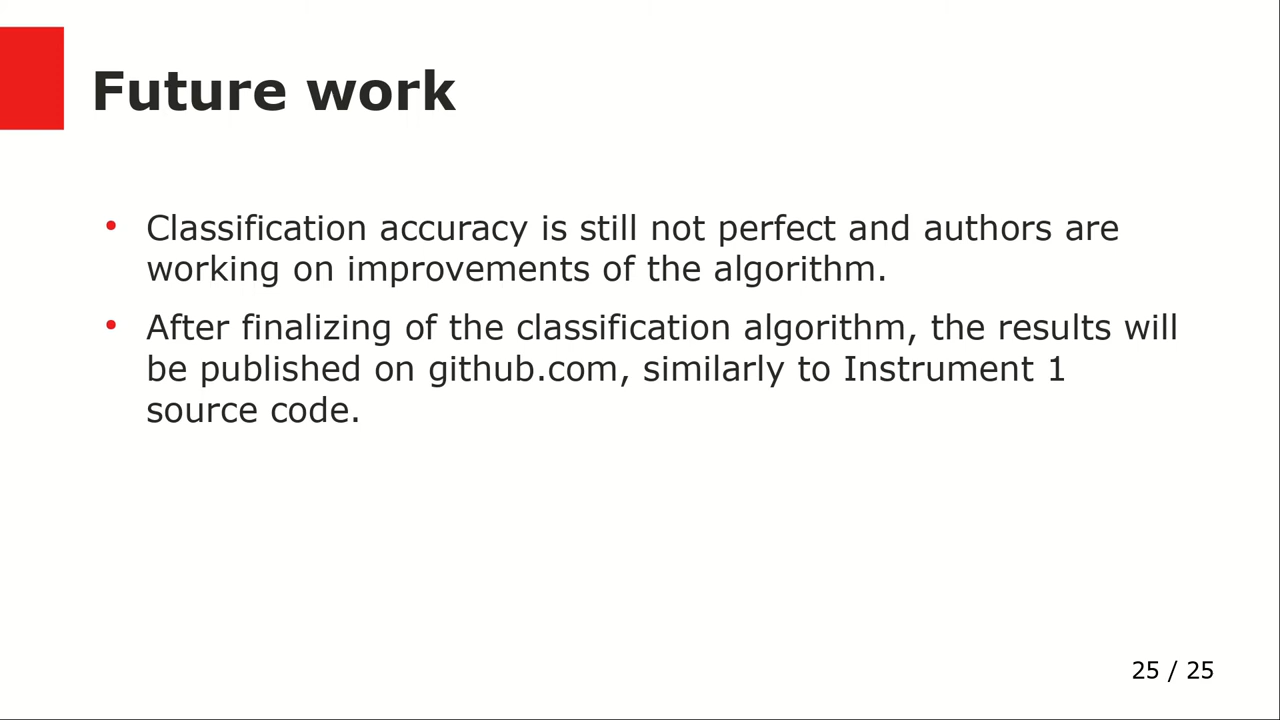 Future work
• Classification accuracy is still not perfect and authors are
working on improvements of the algorithm.
• After finalizing of the classification algorithm, the results will
be published on github.com, similarly to Instrument 1
source code.
25 / 25